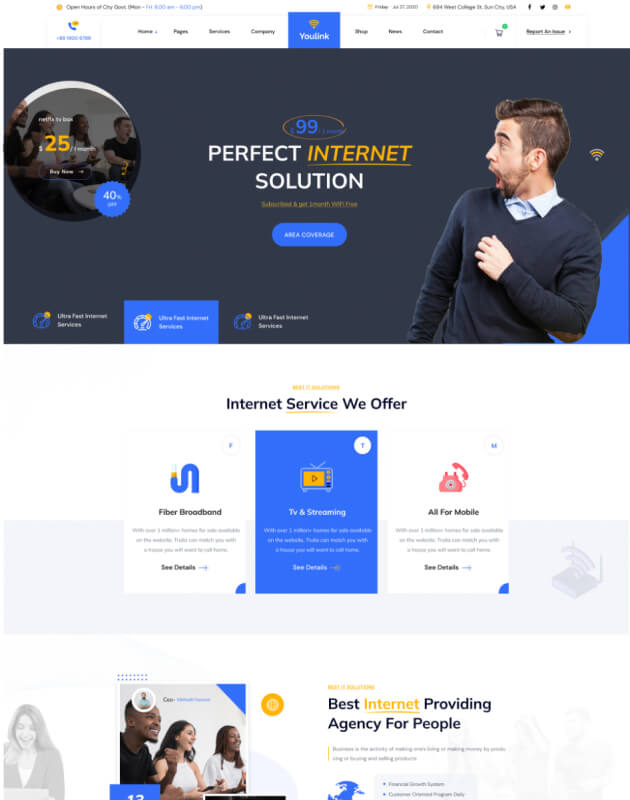 Open Hours of City Govt. (Mon - Fri: 8.00 am - 6.00 pm)
Friday Jul 27, 2020
684 West College St. Sun City, USA
+88 1900 6789
Home
Pages
Services
Company
Youlink
Shop
News
Contact
0
Report An Issue
netflix tv box
$ 25 / 1 month
Buy Now
40%
OFF
$ 99 / 1 month
PERFECT INTERNET
SOLUTION
Subscribed & get 1month WiFi Free
AREA COVERAGE
Ultra Fast Internet
Services
Ultra Fast Internet
Services
Ultra Fast Internet
Services
BEST IT SOLUTIONS
Internet Service We Offer
F
Fiber Broadband
With over 1 million+ homes for sale available
on the website, Trulia can match you with
a house you will want to call home.
See Details
T
Tv & Streaming
With over 1 million+ homes for sale available
on the website, Trulia can match you with
a house you will want to call home.
See Details
M
All For Mobile
With over 1 million+ homes for sale available
on the website, Trulia can match you with
a house you will want to call home.
See Details
Ceo-
13
BEST IT SOLUTIONS
Best Internet Providing
Agency For People
Business is the activity of making one's living or making money by produ
cing or buying and selling products
Financial Growth System
Customer Oriented Program Daily